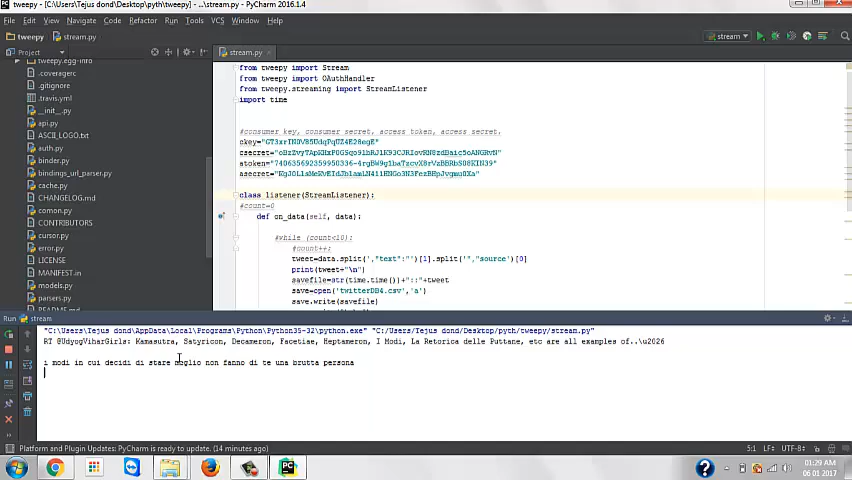 tweepy - [C:\Users\Tejus dond\Desktop\pyth\tweepy] - ...\stream.py - PyCharm 2016.1.4
File Edit View Navigate Code Refactor Run Tools VCS Window Help
tweepy stream.py stream
Project stream.py
tweepy.egg-info
.coveragerc
.gitignore
.travis.yml
__init__.py
api.py
ASCII_LOGO.txt
auth.py
binder.py
bindings_url_parser.py
cache.py
CHANGELOG.md
comon.py
CONTRIBUTORS
cursor.py
error.py
LICENSE
MANIFEST.in
models.py
parsers.py
from tweepy import Stream
from tweepy import OAuthHandler
from tweepy.streaming import StreamListener
import time
#consumer key, consumer secret, access token, access secret.
class listener(StreamListener):
#count=0
def on_data(self, data):
#while (count<10):
#count++;
tweet=data.split(',"text":"')[1].split('","source')[0]
print(tweet+"\n")
savefile=str(time.time())+"::"+tweet
save=open('twitterDB4.csv','a')
save.write(savefile)
Run stream
"C:\Users\Tejus dond\AppData\Local\Programs\Python\Python35-32\python.exe" "C:/Users/Tejus dond/Desktop/pyth/tweepy/stream.py"
RT @UdyogViharGirls: Kamasutra, Satyricon, Decameron, Facetiae, Heptameron, I Modi, La Retorica delle Puttane, etc are all examples of..\u2026
i modi in cui decidi di stare meglio non fanno di te una brutta persona
Platform and Plugin Updates: PyCharm is ready to update. (14 minutes ago) 5:1 LF÷ UTF-8÷
01:29 AM
06 01 2017